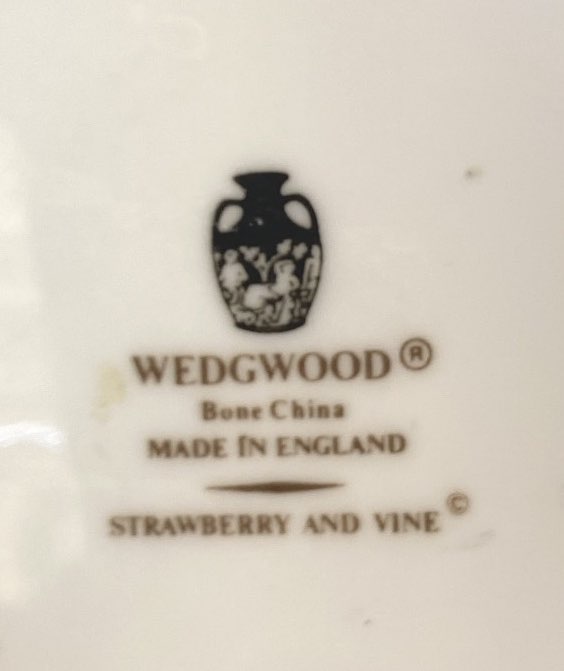 WEDGWOOD®
Bone China
MADE IN ENGLAND
STRAWBERRY AND VINE©